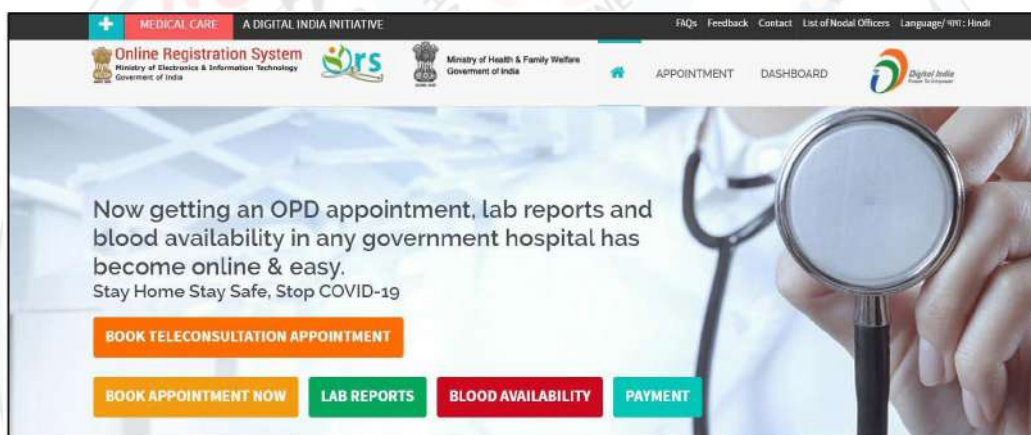 MEDICAL CARE A DIGITAL INDIA INITIATIVE FAQs Feedback Contact List of Nodal Officers Language/ भाषा : Hindi
Online Registration System
Ministry of Electronics & Information Technology
Goverment of India
Ors
Ministry of Health & Family Welfare
Goverment of India
APPOINTMENT DASHBOARD
Digital India
Power To Empower
Now getting an OPD appointment, lab reports and
blood availability in any government hospital has
become online & easy.
Stay Home Stay Safe, Stop COVID-19
BOOK TELECONSULTATION APPOINTMENT
BOOK APPOINTMENT NOW LAB REPORTS BLOOD AVAILABILITY PAYMENT